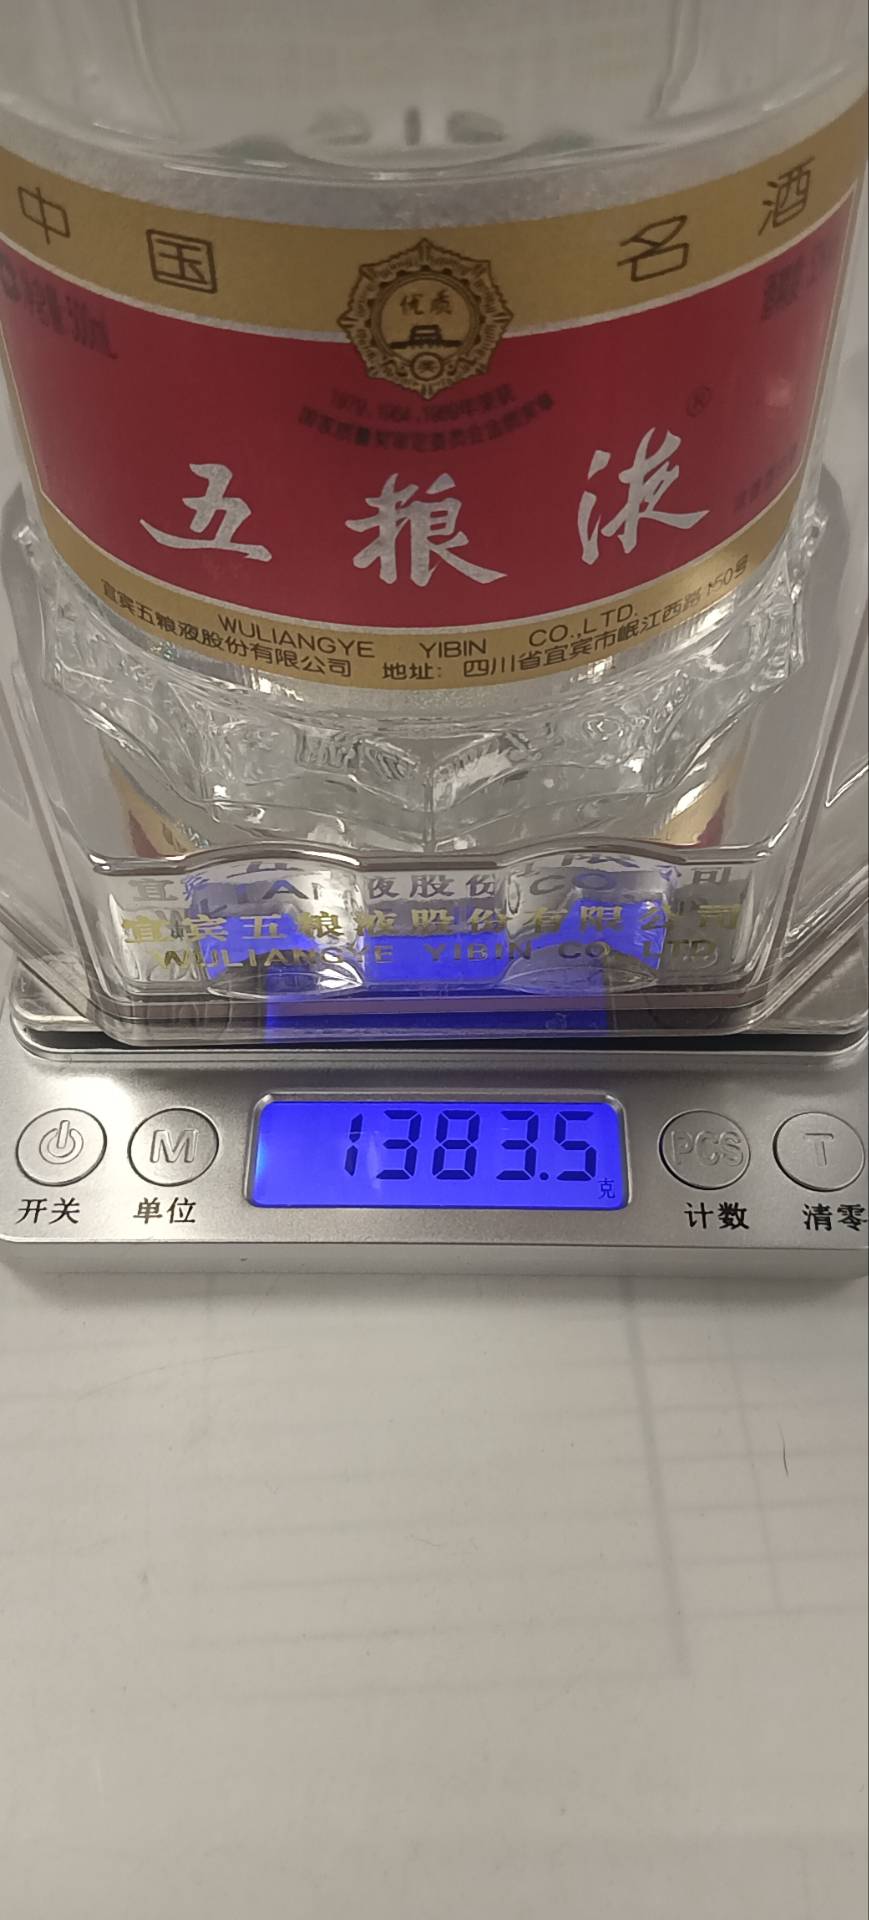 中国名酒
优质
奖
五粮液®
WULIANGYE YIBIN CO.,LTD.
宜宾五粮液股份有限公司 地址：四川省宜宾市岷江西路150号
宜宾五粮液股份有限公司
WULIANGYE YIBIN CO LTD
1383.5
克
M PCS T
开关 单位 计数 清零